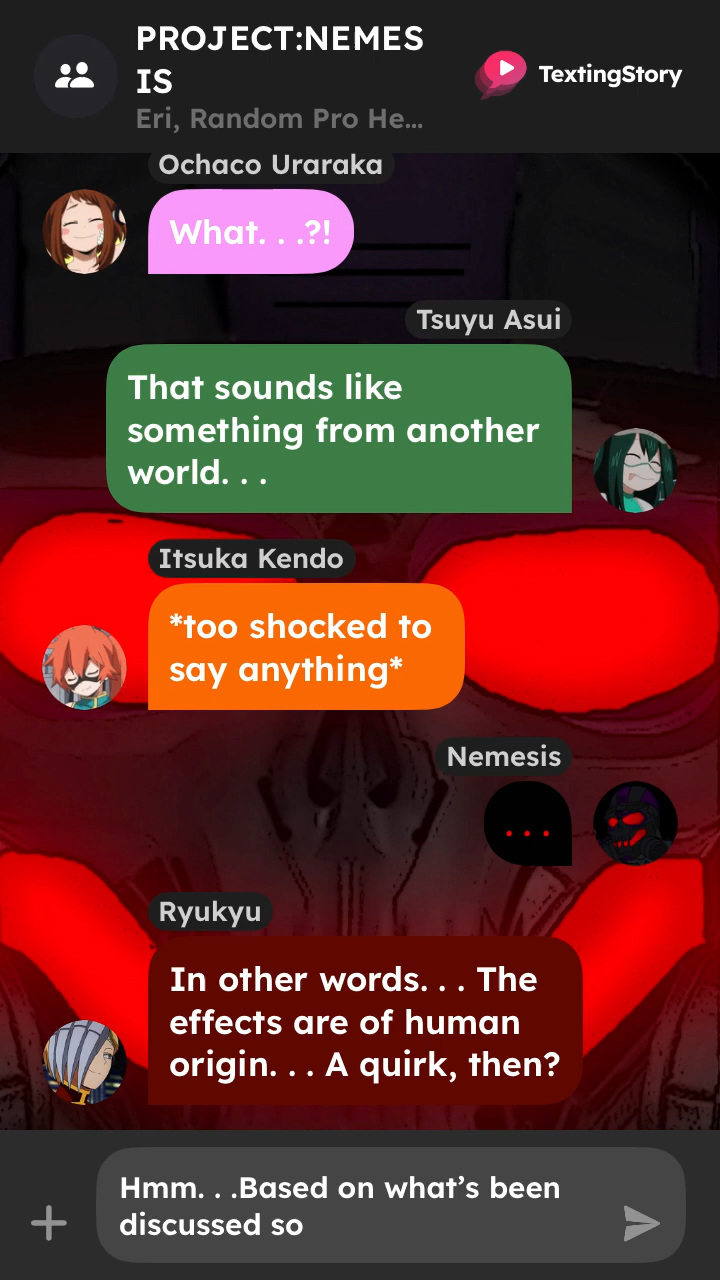 PROJECT:NEMES
IS
Eri, Random Pro He...
TextingStory
Ochaco Uraraka
What. . .?!
Tsuyu Asui
That sounds like
something from another
world. . .
Itsuka Kendo
*too shocked to
say anything*
Nemesis
. . .
Ryukyu
In other words. . . The
effects are of human
origin. . . A quirk, then?
Hmm. . .Based on what’s been
discussed so